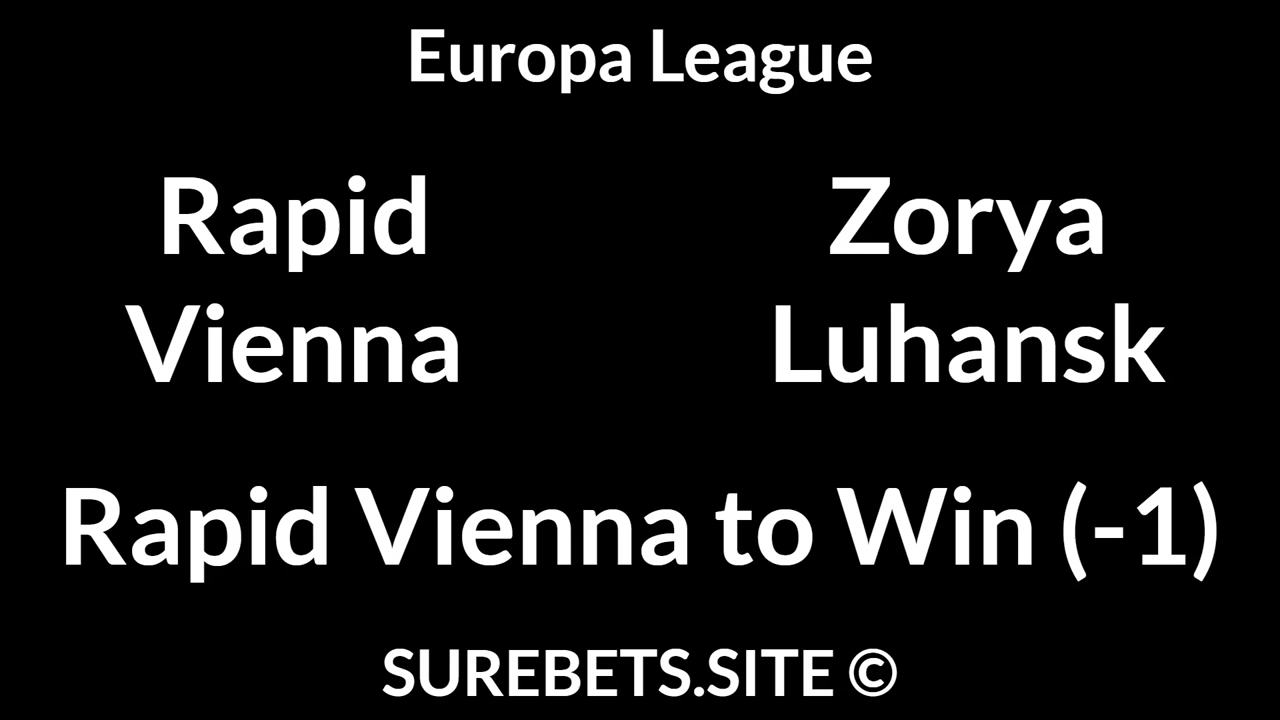 Europa League
Rapid Vienna
Zorya Luhansk
Rapid Vienna to Win (-1)
SUREBETS.SITE ©